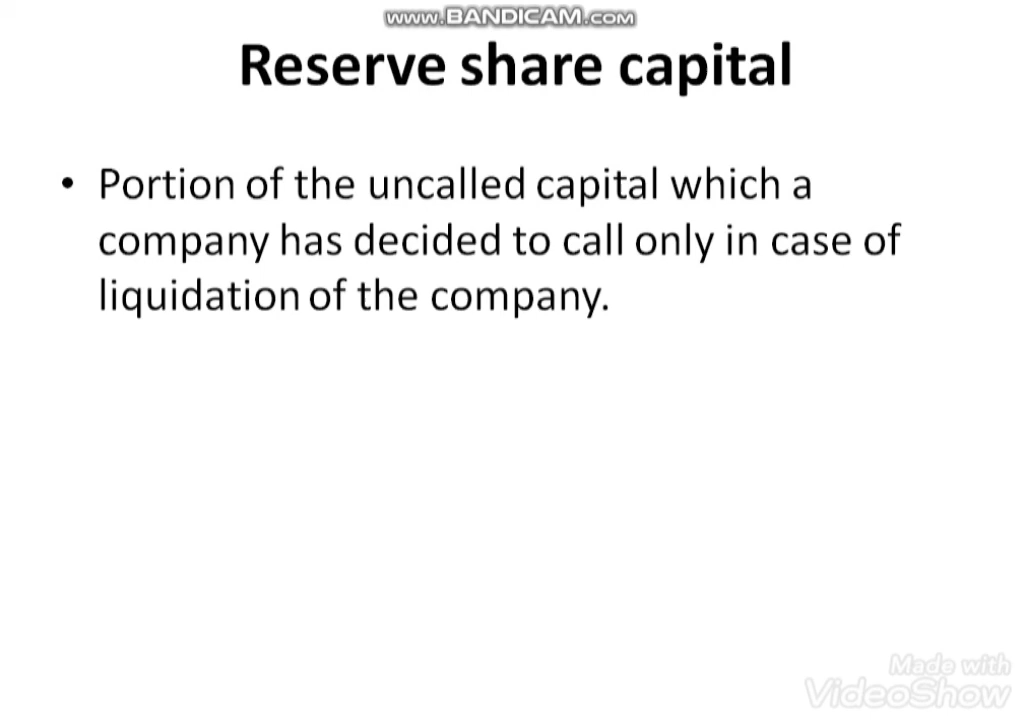 www.BANDICAM.COM
Reserve share capital
• Portion of the uncalled capital which a
company has decided to call only in case of
liquidation of the company.
Made with
VideoShow